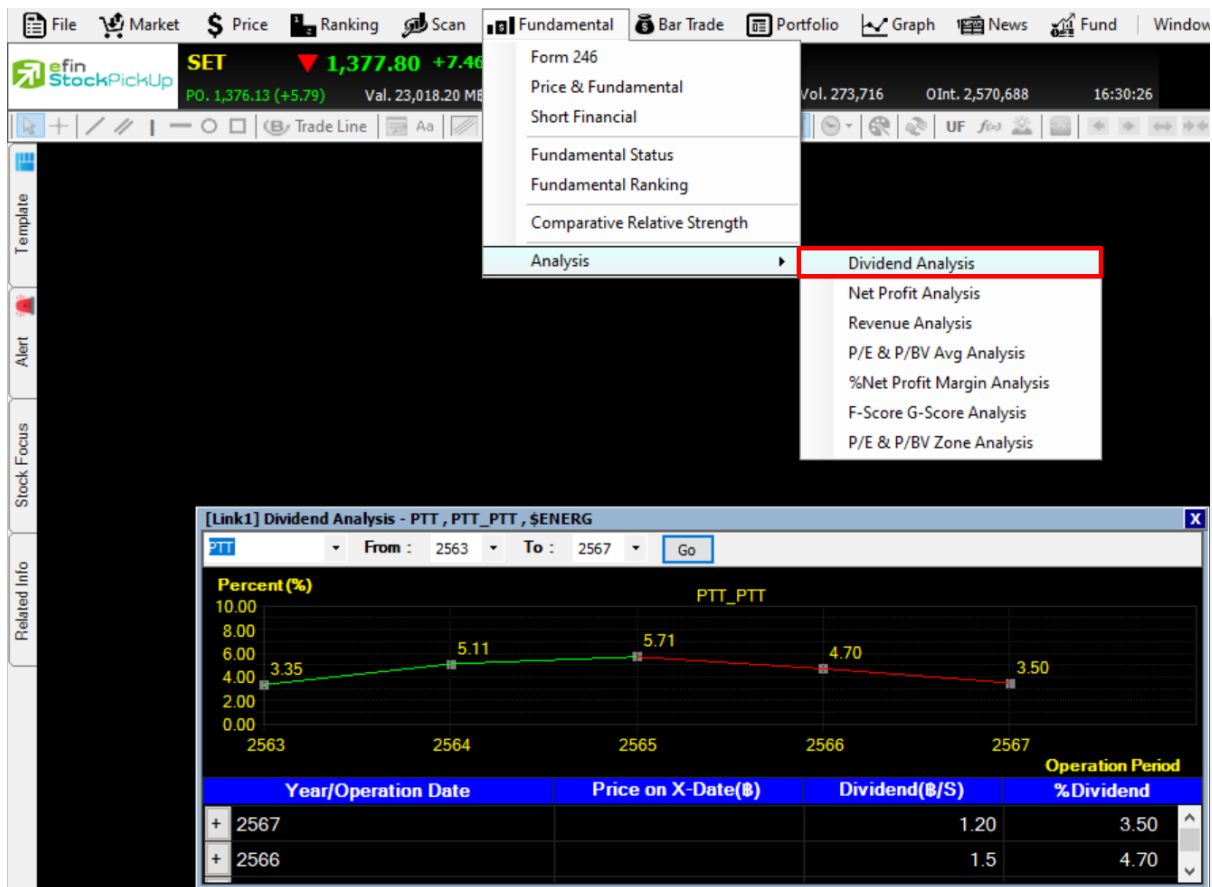 File Market $ Price Ranking Scan Fundamental Bar Trade Portfolio Graph News Fund Window
efin
StockPickUp
SET ▼ 1,377.80 +7.46
PO. 1,376.13 (+5.79) Val. 23,018.20 Vol. 273,716 OInt. 2,570,688 16:30:26
Trade Line Aa UF f(x)
Form 246
Price & Fundamental
Short Financial
Fundamental Status
Fundamental Ranking
Comparative Relative Strength
Analysis
Dividend Analysis
Net Profit Analysis
Revenue Analysis
P/E & P/BV Avg Analysis
%Net Profit Margin Analysis
F-Score G-Score Analysis
P/E & P/BV Zone Analysis
Template
Alert
Stock Focus
Related Info
[Link1] Dividend Analysis - PTT , PTT_PTT , $ENERG X
PTT From : 2563 To : 2567 Go
Percent(%)
PTT_PTT
10.00
8.00
6.00
4.00
2.00
0.00
3.35
5.11
5.71
4.70
3.50
2563 2564 2565 2566 2567
Operation Period
Year/Operation Date Price on X-Date(฿) Dividend(฿/S) %Dividend
+ 2567 1.20 3.50
+ 2566 1.5 4.70